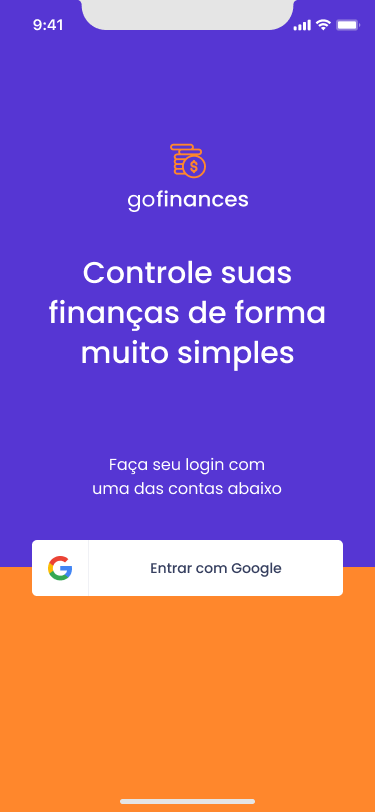 9:41
$
gofinances
Controle suas
finanças de forma
muito simples
Faça seu login com
uma das contas abaixo
G
Entrar com Google